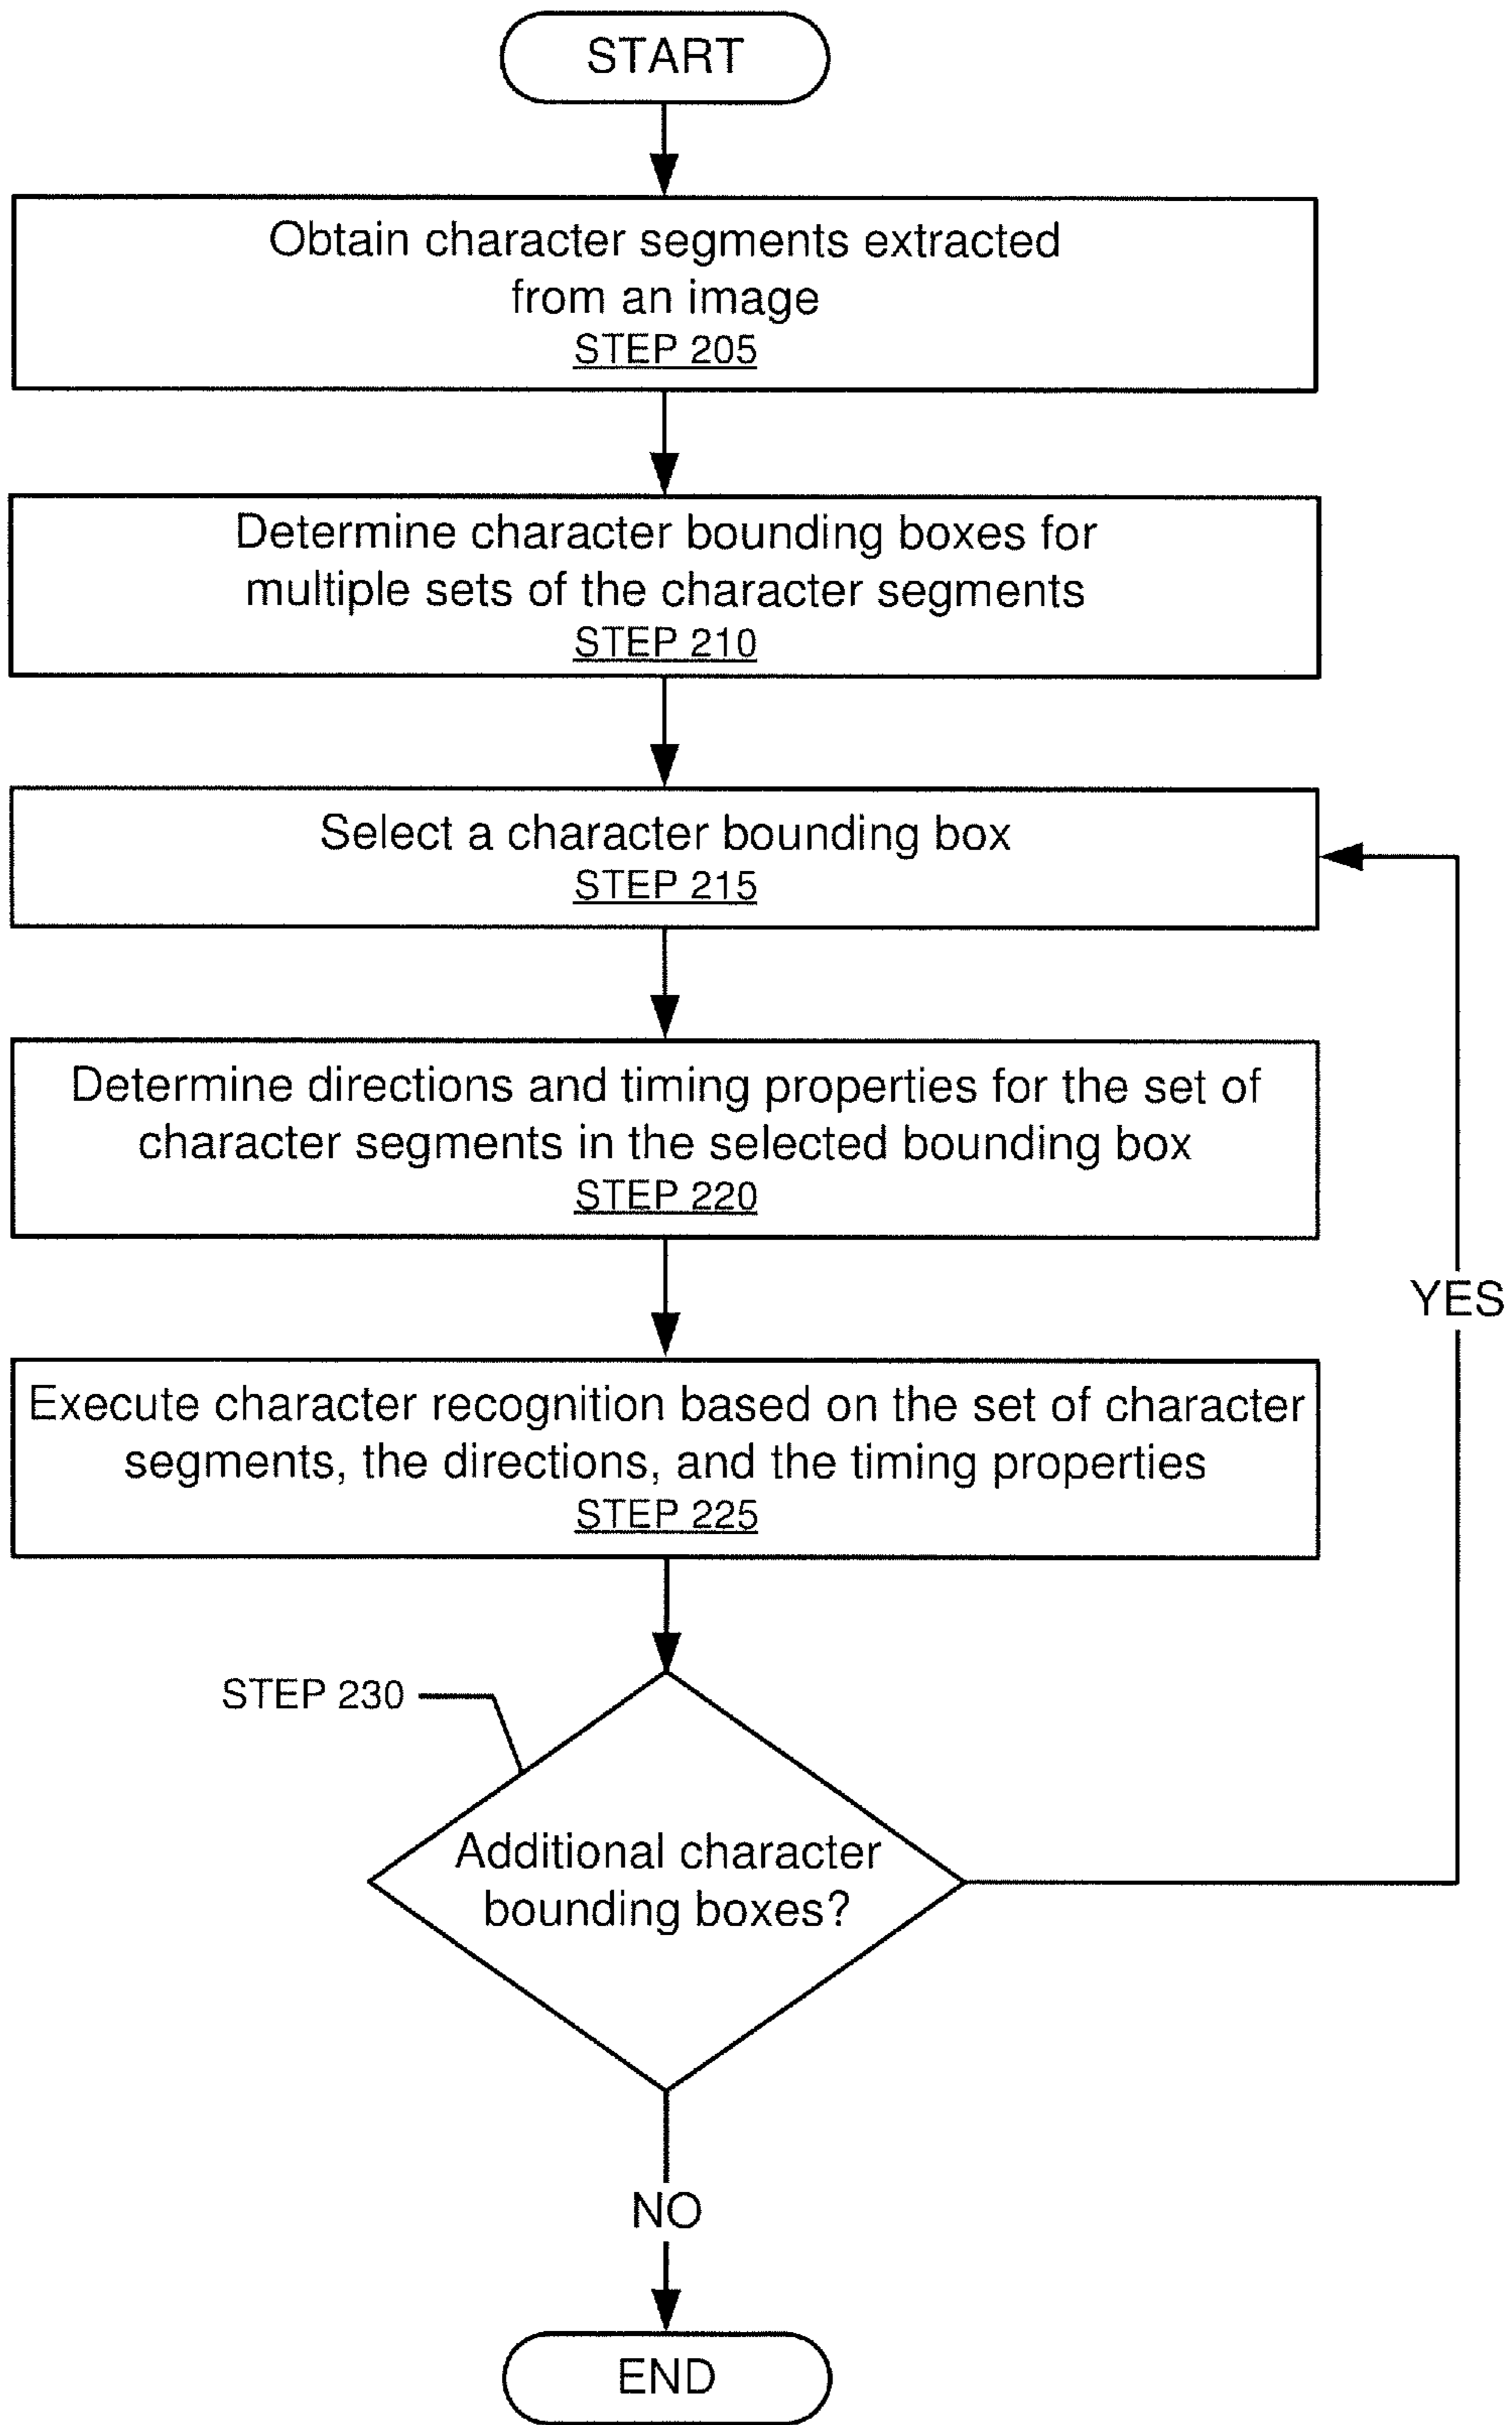 START
Obtain character segments extracted
from an image
STEP 205
Determine character bounding boxes for
multiple sets of the character segments
STEP 210
Select a character bounding box
STEP 215
Determine directions and timing properties for the set of
character segments in the selected bounding box
STEP 220
YES
Execute character recognition based on the set of character
segments, the directions, and the timing properties
STEP 225
STEP 230
Additional character
bounding boxes?
NO
END